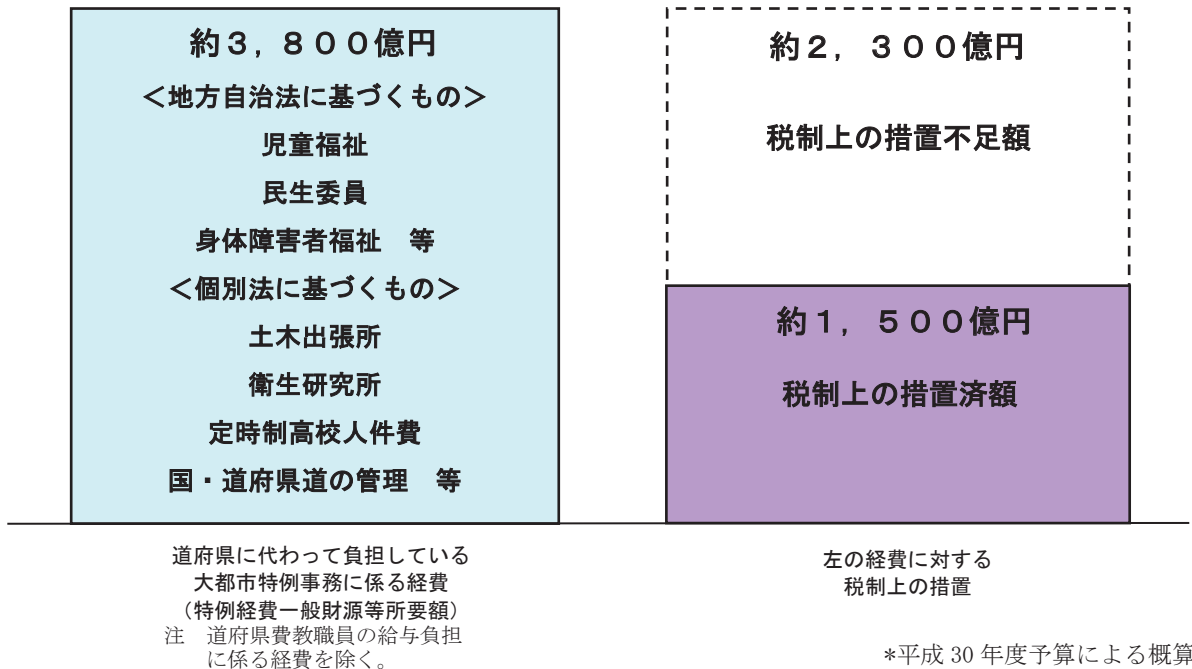 約３，８００億円
＜地方自治法に基づくもの＞
児童福祉
民生委員
身体障害者福祉　等
＜個別法に基づくもの＞
土木出張所
衛生研究所
定時制高校人件費
国・道府県道の管理　等
道府県に代わって負担している
大都市特例事務に係る経費
（特例経費一般財源等所要額）
注　道府県費教職員の給与負担
に係る経費を除く。
約２，３００億円
税制上の措置不足額
約１，５００億円
税制上の措置済額
左の経費に対する
税制上の措置
*平成 30 年度予算による概算